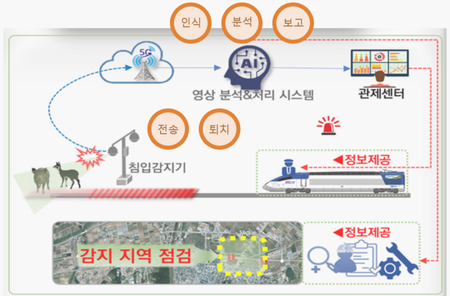 인식
분석
보고
5G
AI
영상 분석&처리 시스템
관제센터
전송
퇴치
침입감지기
◀정보제공
감지 지역 점검
◀정보제공